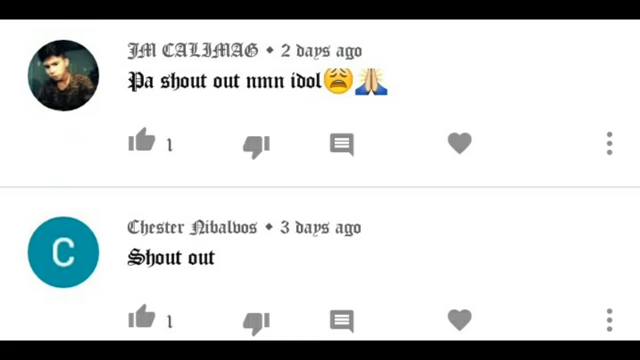 JM CALIMAG • 2 days ago
Pa shout out nmn idol😩🙏
1
C
Chester Nibalvos • 3 days ago
Shout out
1